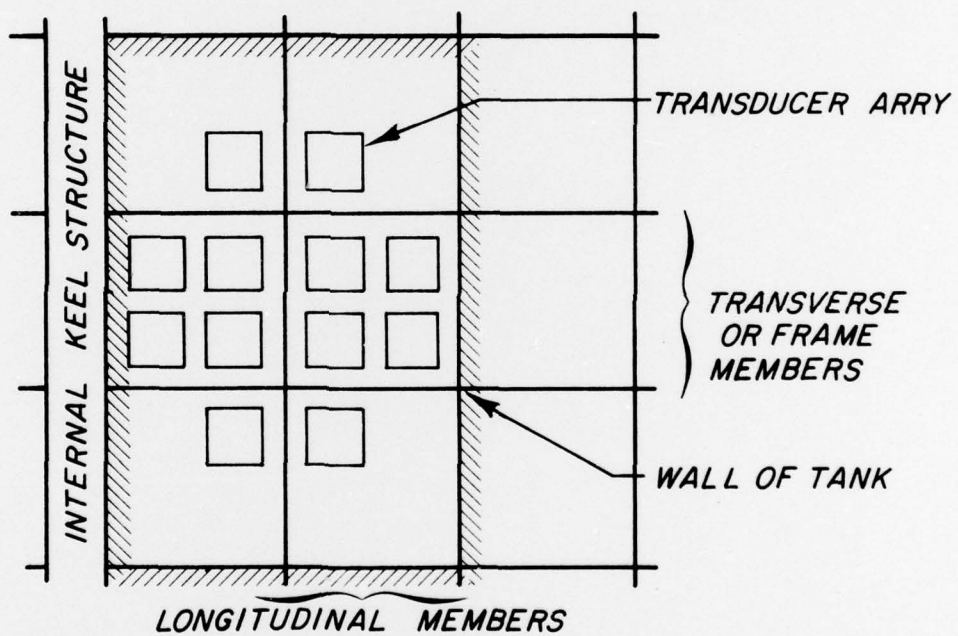 INTERNAL KEEL STRUCTURE
TRANSDUCER ARRY
TRANSVERSE
OR FRAME
MEMBERS
WALL OF TANK
LONGITUDINAL MEMBERS